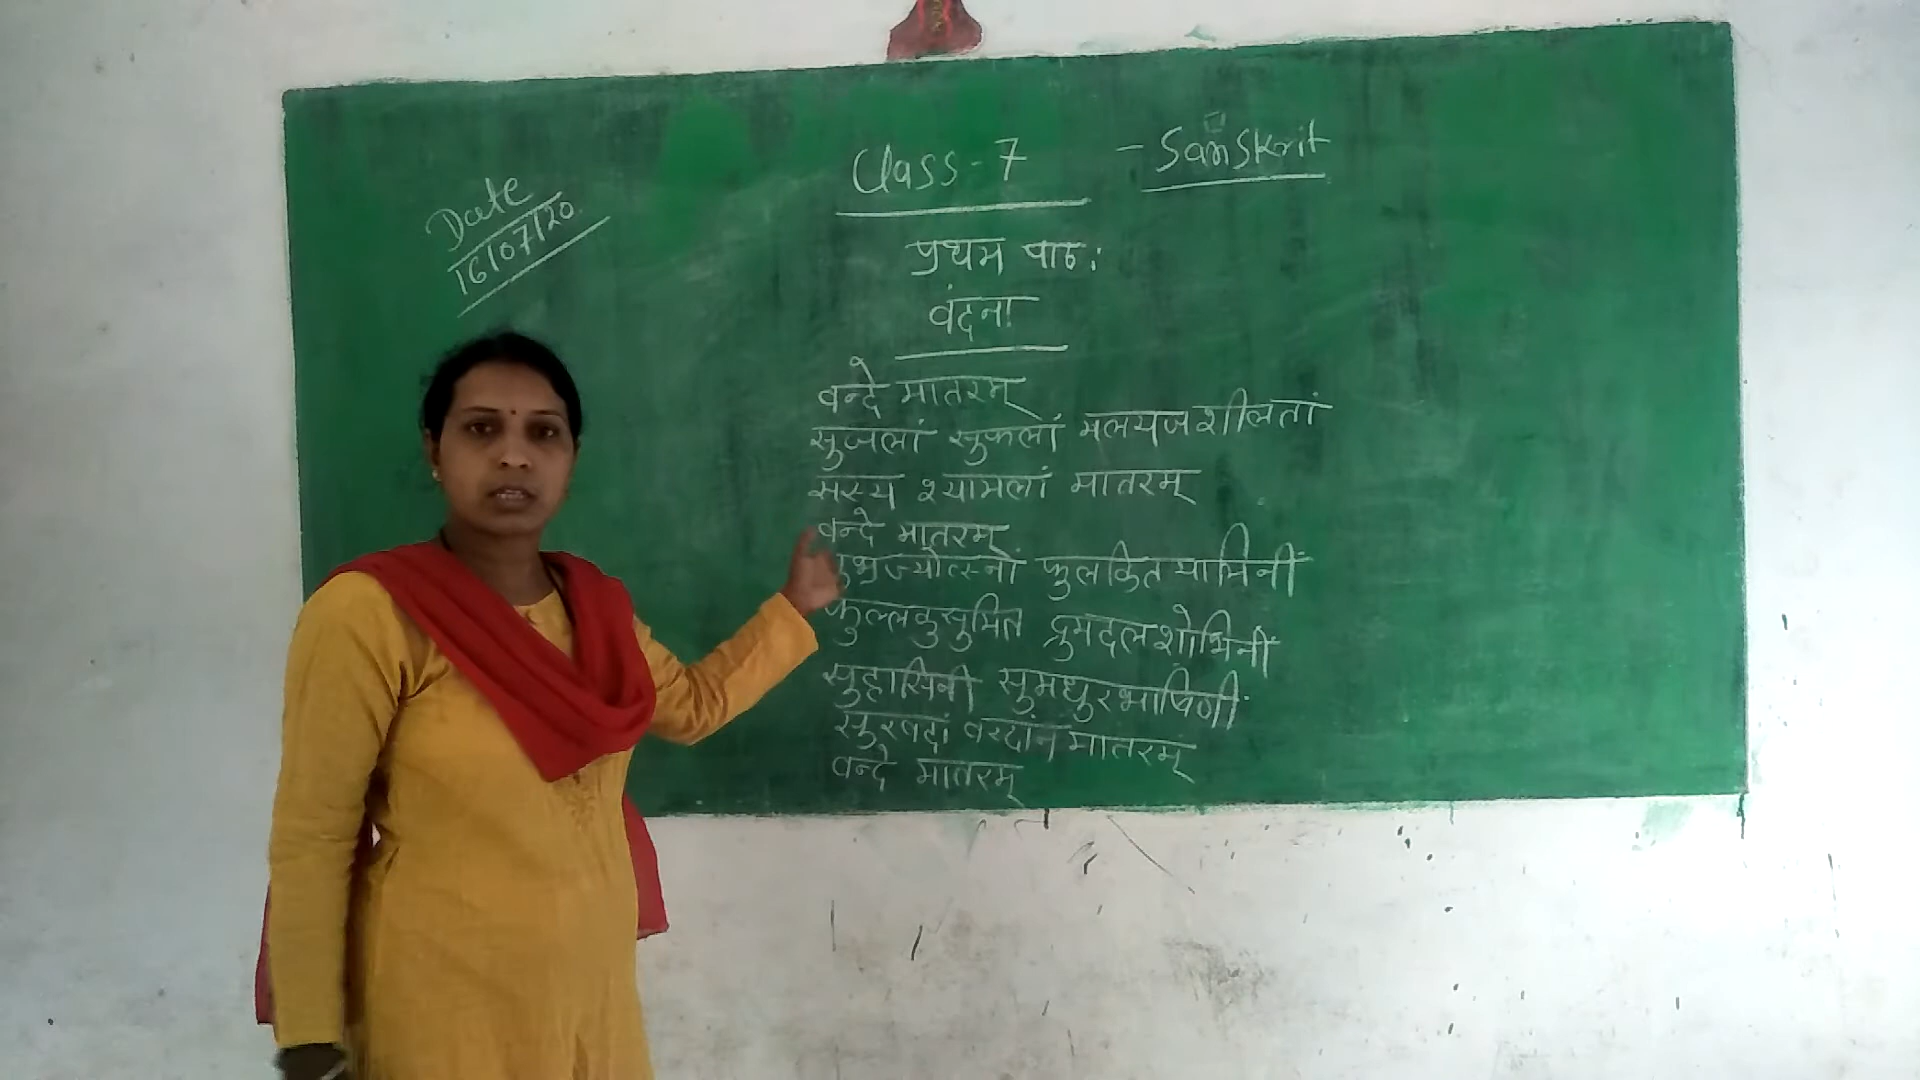 Date
16/07/20
Class-7 - Sanskrit
प्रथम पाठः
वंदना
वन्दे मातरम्
सुजलां सुफलां मलयजशीलतां
सस्य श्यामलां मातरम्
वन्दे मातरम्
शुभ्रज्योत्स्नां फुलकित यामिनीं
फुल्लकुसुमित द्रुमदलशोभिनीं
सुहासिनी सुमधुरभाषिणीं
सुखदां वरदांन मातरम्
वन्दे मातरम्